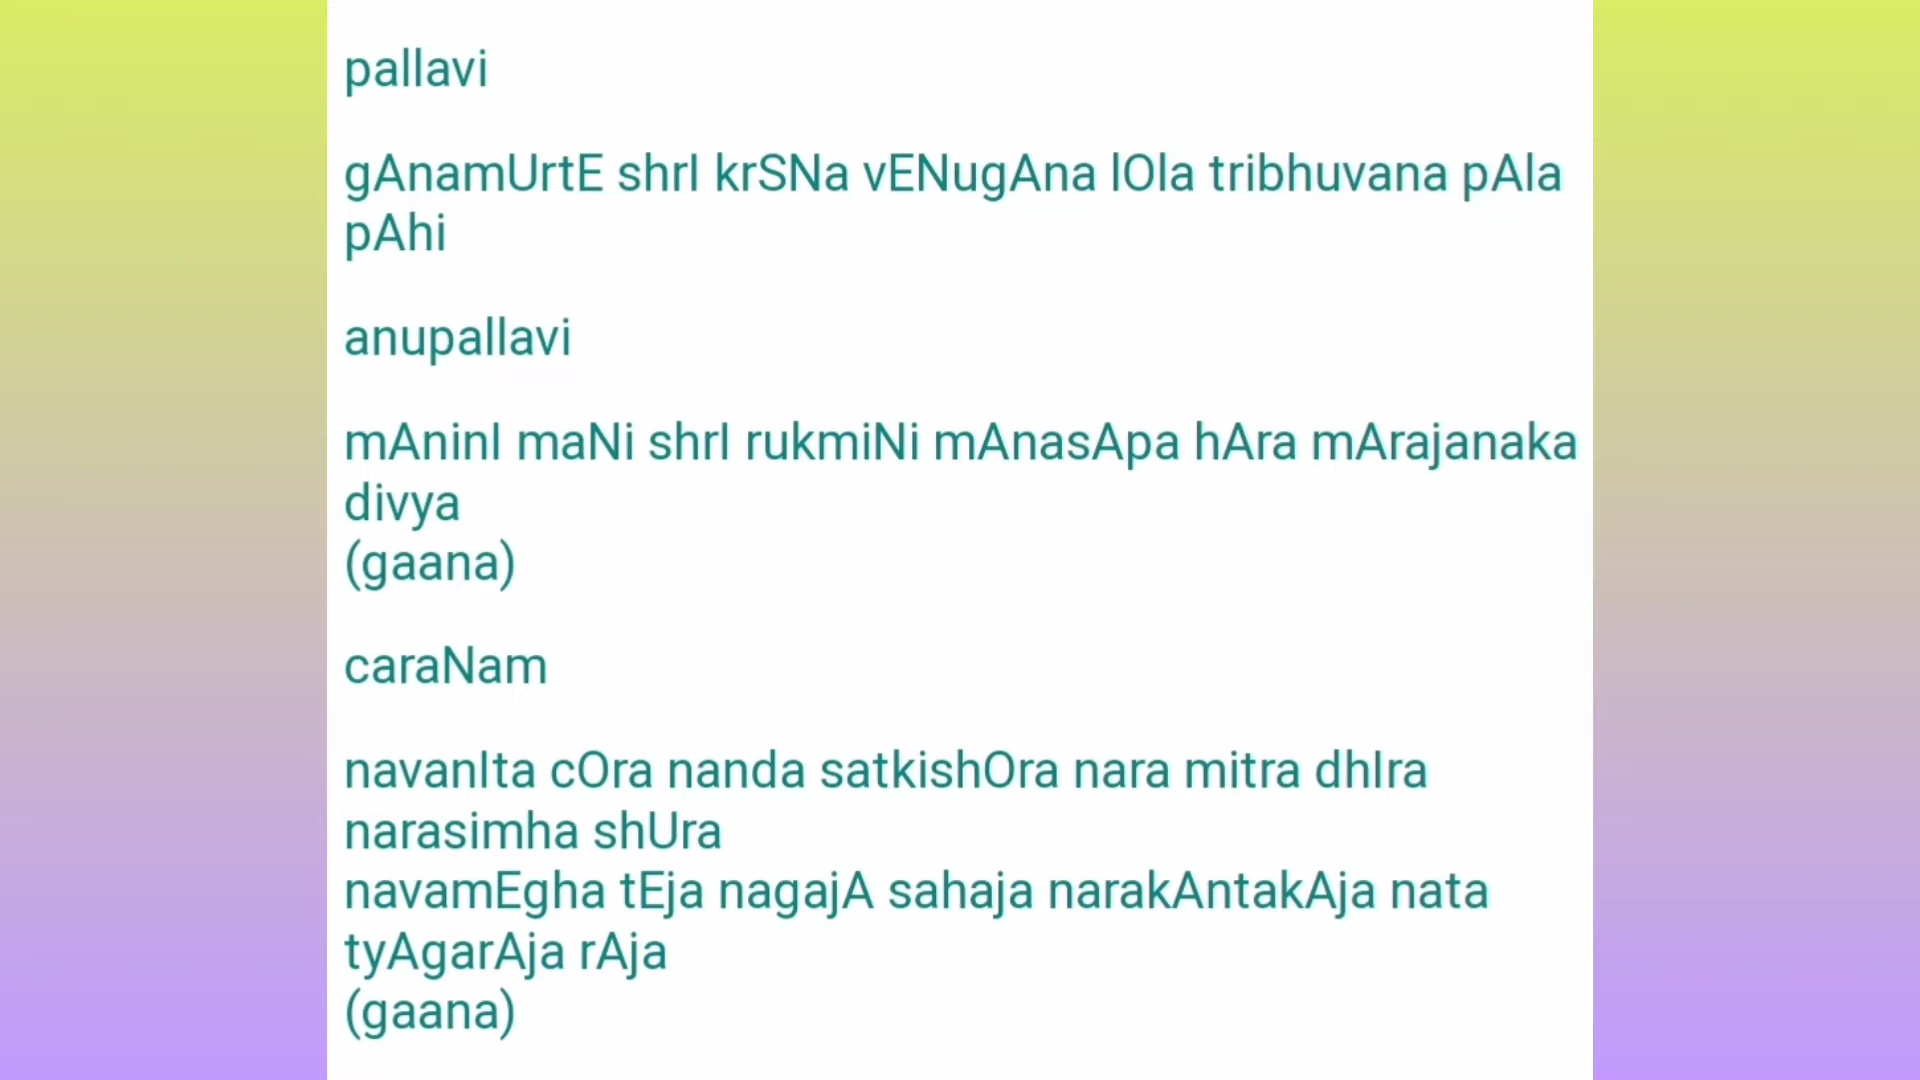 pallavi
gAnamUrtE shrI krSNa vENugAna lOla tribhuvana pAla
pAhi
anupallavi
mAninI maNi shrI rukmiNi mAnasApa hAra mArajanaka
divya
(gaana)
caraNam
navanIta cOra nanda satkishOra nara mitra dhIra
narasimha shUra
navamEgha tEja nagajA sahaja narakAntakAja nata
tyAgarAja rAja
(gaana)